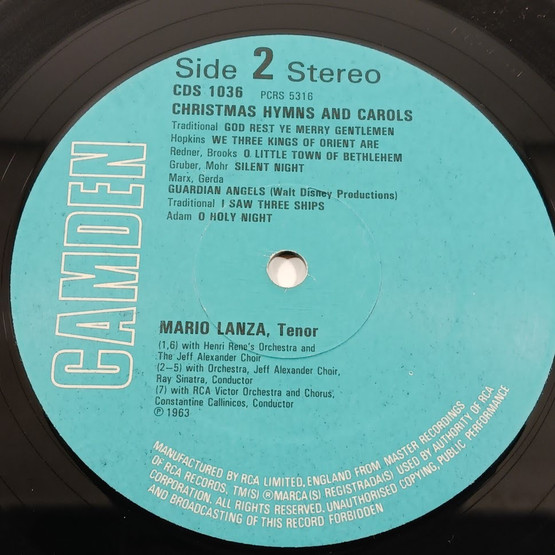 Side 2 Stereo
CDS 1036 PCRS 5316
CHRISTMAS HYMNS AND CAROLS
Traditional GOD REST YE MERRY GENTLEMEN
Hopkins WE THREE KINGS OF ORIENT ARE
Redner, Brooks O LITTLE TOWN OF BETHLEHEM
Gruber, Mohr SILENT NIGHT
Marx, Gerda
GUARDIAN ANGELS (Walt Disney Productions)
Traditional I SAW THREE SHIPS
Adam O HOLY NIGHT
CAMDEN
MARIO LANZA, Tenor
(1,6) with Henri Rene's Orchestra and
The Jeff Alexander Choir
(2–5) with Orchestra, Jeff Alexander Choir,
Ray Sinatra, Conductor
(7) with RCA Victor Orchestra and Chorus,
Constantine Callinicos, Conductor
℗ 1963
MANUFACTURED BY RCA LIMITED, ENGLAND FROM MASTER RECORDINGS
OF RCA RECORDS, TM(S) ® MARCA(S) REGISTRADA(S) USED BY AUTHORITY OF RCA
CORPORATION. ALL RIGHTS RESERVED. UNAUTHORISED COPYING, PUBLIC PERFORMANCE
AND BROADCASTING OF THIS RECORD FORBIDDEN